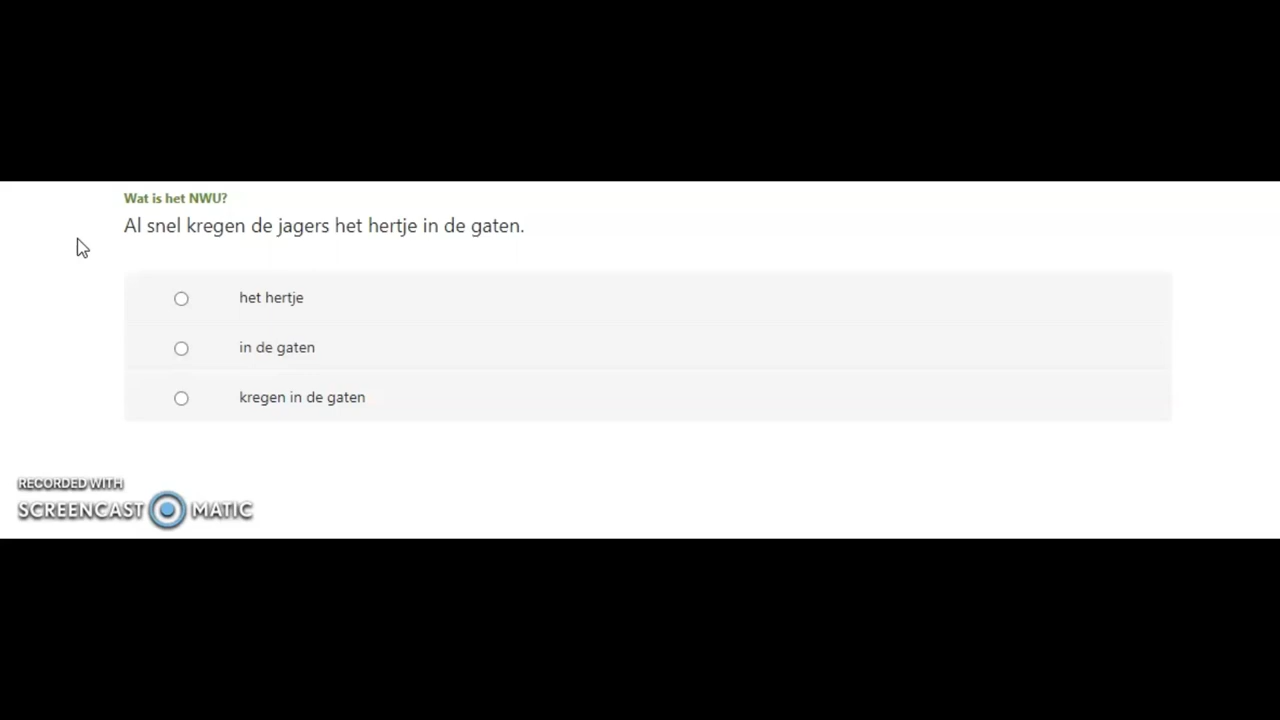 Wat is het NWU?
Al snel kregen de jagers het hertje in de gaten.
het hertje
in de gaten
kregen in de gaten
RECORDED WITH
SCREENCAST MATIC